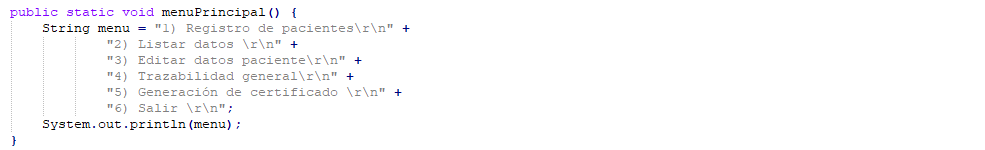 public static void menuPrincipal() {
    String menu = "1) Registro de pacientes\r\n" +
            "2) Listar datos \r\n" +
            "3) Editar datos paciente\r\n" +
            "4) Trazabilidad general\r\n" +
            "5) Generación de certificado \r\n" +
            "6) Salir \r\n";
    System.out.println(menu);
}